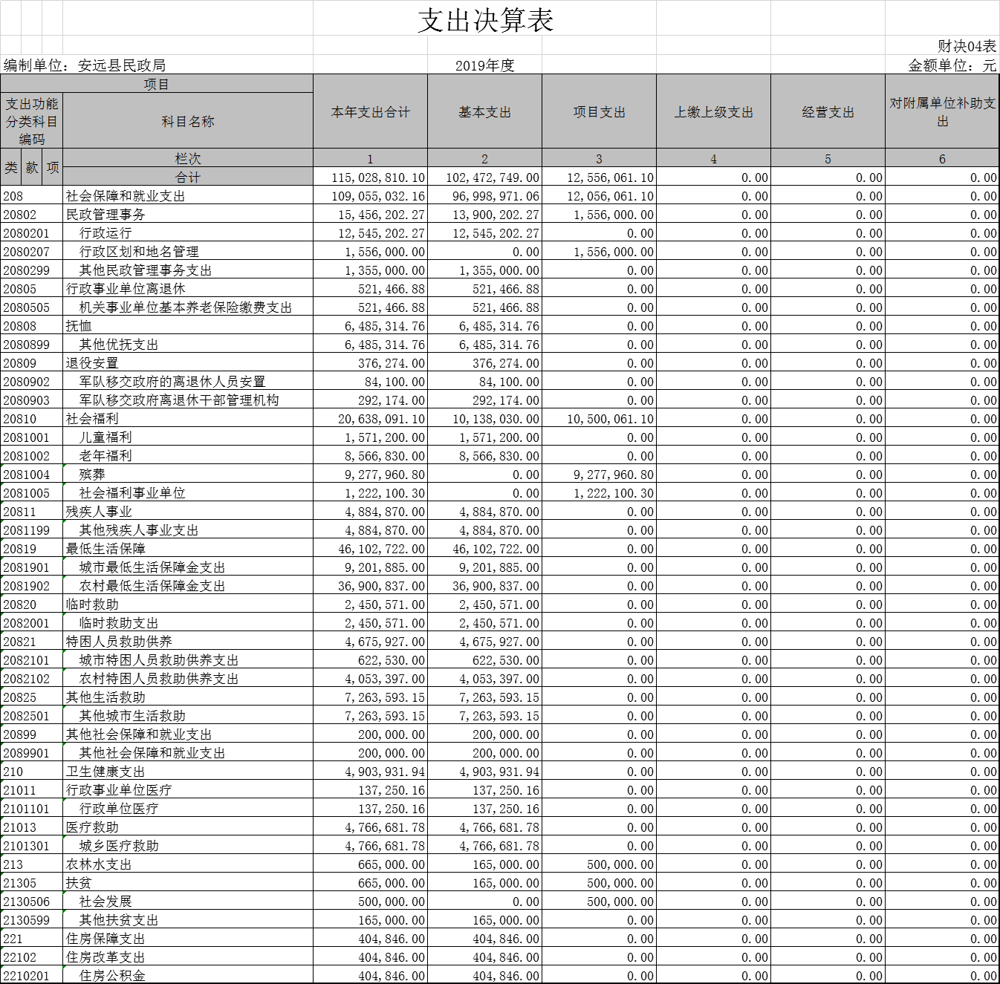 支出决算表
财决04表
编制单位：安远县民政局 2019年度 金额单位：元
项目 本年支出合计 基本支出 项目支出 上缴上级支出 经营支出 对附属单位补助支出
支出功能分类科目编码 科目名称
类 款 项 栏次 1 2 3 4 5 6
合计 115,028,810.10 102,472,749.00 12,556,061.10 0.00 0.00 0.00
208 社会保障和就业支出 109,055,032.16 96,998,971.06 12,056,061.10 0.00 0.00 0.00
20802 民政管理事务 15,456,202.27 13,900,202.27 1,556,000.00 0.00 0.00 0.00
2080201 行政运行 12,545,202.27 12,545,202.27 0.00 0.00 0.00 0.00
2080207 行政区划和地名管理 1,556,000.00 0.00 1,556,000.00 0.00 0.00 0.00
2080299 其他民政管理事务支出 1,355,000.00 1,355,000.00 0.00 0.00 0.00 0.00
20805 行政事业单位离退休 521,466.88 521,466.88 0.00 0.00 0.00 0.00
2080505 机关事业单位基本养老保险缴费支出 521,466.88 521,466.88 0.00 0.00 0.00 0.00
20808 抚恤 6,485,314.76 6,485,314.76 0.00 0.00 0.00 0.00
2080899 其他优抚支出 6,485,314.76 6,485,314.76 0.00 0.00 0.00 0.00
20809 退役安置 376,274.00 376,274.00 0.00 0.00 0.00 0.00
2080902 军队移交政府的离退休人员安置 84,100.00 84,100.00 0.00 0.00 0.00 0.00
2080903 军队移交政府离退休干部管理机构 292,174.00 292,174.00 0.00 0.00 0.00 0.00
20810 社会福利 20,638,091.10 10,138,030.00 10,500,061.10 0.00 0.00 0.00
2081001 儿童福利 1,571,200.00 1,571,200.00 0.00 0.00 0.00 0.00
2081002 老年福利 8,566,830.00 8,566,830.00 0.00 0.00 0.00 0.00
2081004 殡葬 9,277,960.80 0.00 9,277,960.80 0.00 0.00 0.00
2081005 社会福利事业单位 1,222,100.30 0.00 1,222,100.30 0.00 0.00 0.00
20811 残疾人事业 4,884,870.00 4,884,870.00 0.00 0.00 0.00 0.00
2081199 其他残疾人事业支出 4,884,870.00 4,884,870.00 0.00 0.00 0.00 0.00
20819 最低生活保障 46,102,722.00 46,102,722.00 0.00 0.00 0.00 0.00
2081901 城市最低生活保障金支出 9,201,885.00 9,201,885.00 0.00 0.00 0.00 0.00
2081902 农村最低生活保障金支出 36,900,837.00 36,900,837.00 0.00 0.00 0.00 0.00
20820 临时救助 2,450,571.00 2,450,571.00 0.00 0.00 0.00 0.00
2082001 临时救助支出 2,450,571.00 2,450,571.00 0.00 0.00 0.00 0.00
20821 特困人员救助供养 4,675,927.00 4,675,927.00 0.00 0.00 0.00 0.00
2082101 城市特困人员救助供养支出 622,530.00 622,530.00 0.00 0.00 0.00 0.00
2082102 农村特困人员救助供养支出 4,053,397.00 4,053,397.00 0.00 0.00 0.00 0.00
20825 其他生活救助 7,263,593.15 7,263,593.15 0.00 0.00 0.00 0.00
2082501 其他城市生活救助 7,263,593.15 7,263,593.15 0.00 0.00 0.00 0.00
20899 其他社会保障和就业支出 200,000.00 200,000.00 0.00 0.00 0.00 0.00
2089901 其他社会保障和就业支出 200,000.00 200,000.00 0.00 0.00 0.00 0.00
210 卫生健康支出 4,903,931.94 4,903,931.94 0.00 0.00 0.00 0.00
21011 行政事业单位医疗 137,250.16 137,250.16 0.00 0.00 0.00 0.00
2101101 行政单位医疗 137,250.16 137,250.16 0.00 0.00 0.00 0.00
21013 医疗救助 4,766,681.78 4,766,681.78 0.00 0.00 0.00 0.00
2101301 城乡医疗救助 4,766,681.78 4,766,681.78 0.00 0.00 0.00 0.00
213 农林水支出 665,000.00 165,000.00 500,000.00 0.00 0.00 0.00
21305 扶贫 665,000.00 165,000.00 500,000.00 0.00 0.00 0.00
2130506 社会发展 500,000.00 0.00 500,000.00 0.00 0.00 0.00
2130599 其他扶贫支出 165,000.00 165,000.00 0.00 0.00 0.00 0.00
221 住房保障支出 404,846.00 404,846.00 0.00 0.00 0.00 0.00
22102 住房改革支出 404,846.00 404,846.00 0.00 0.00 0.00 0.00
2210201 住房公积金 404,846.00 404,846.00 0.00 0.00 0.00 0.00